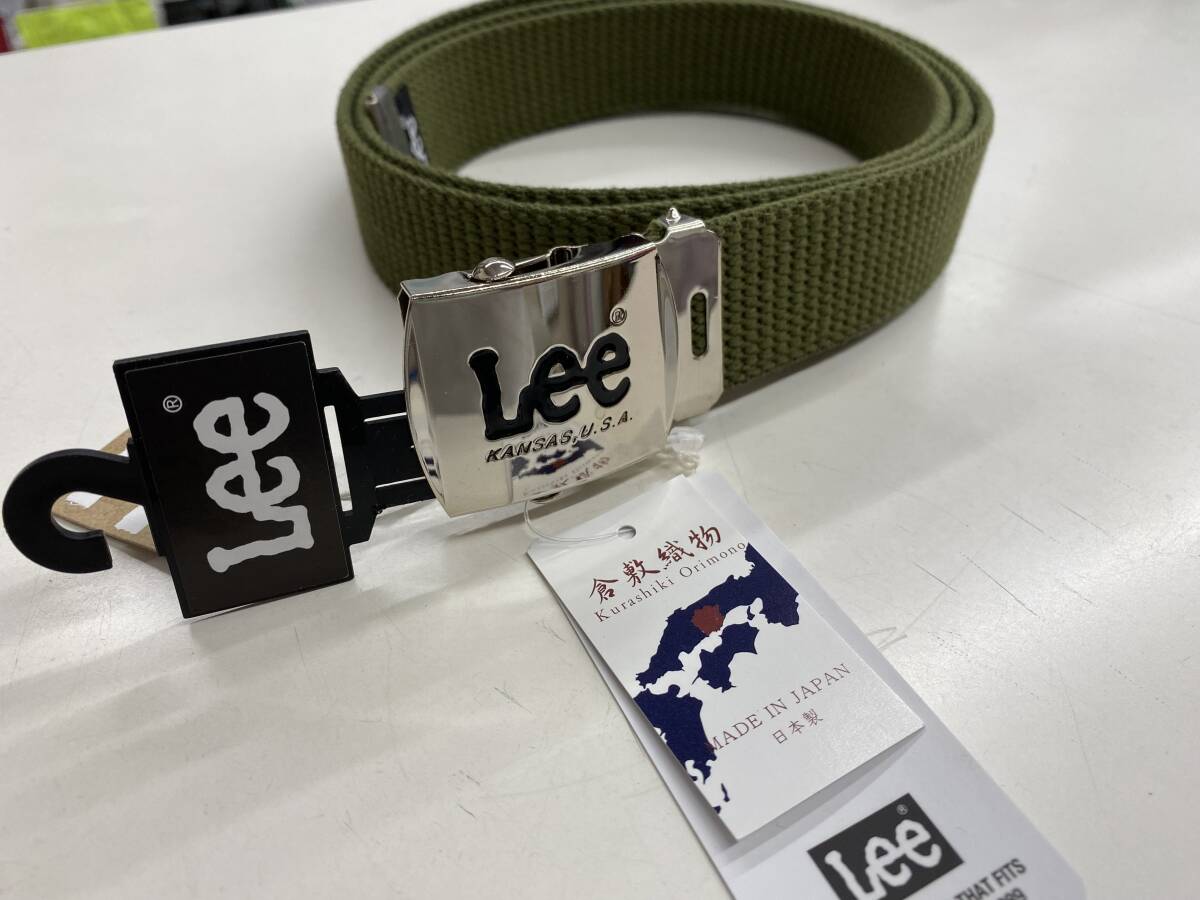 Lee
®
KANSAS, U.S.A.
Lee
®
倉敷織物
Kurashiki Orimono
MADE IN JAPAN
日本製
Lee
®
THAT FITS